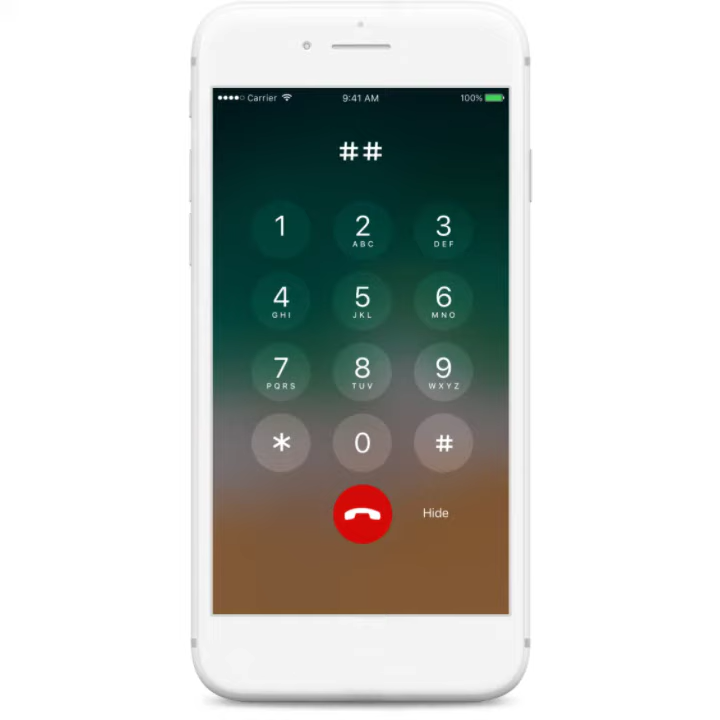 Carrier 9:41 AM 100%
##
1 2 3
ABC DEF
4 5 6
GHI JKL MNO
7 8 9
PQRS TUV WXYZ
* 0 #
Hide